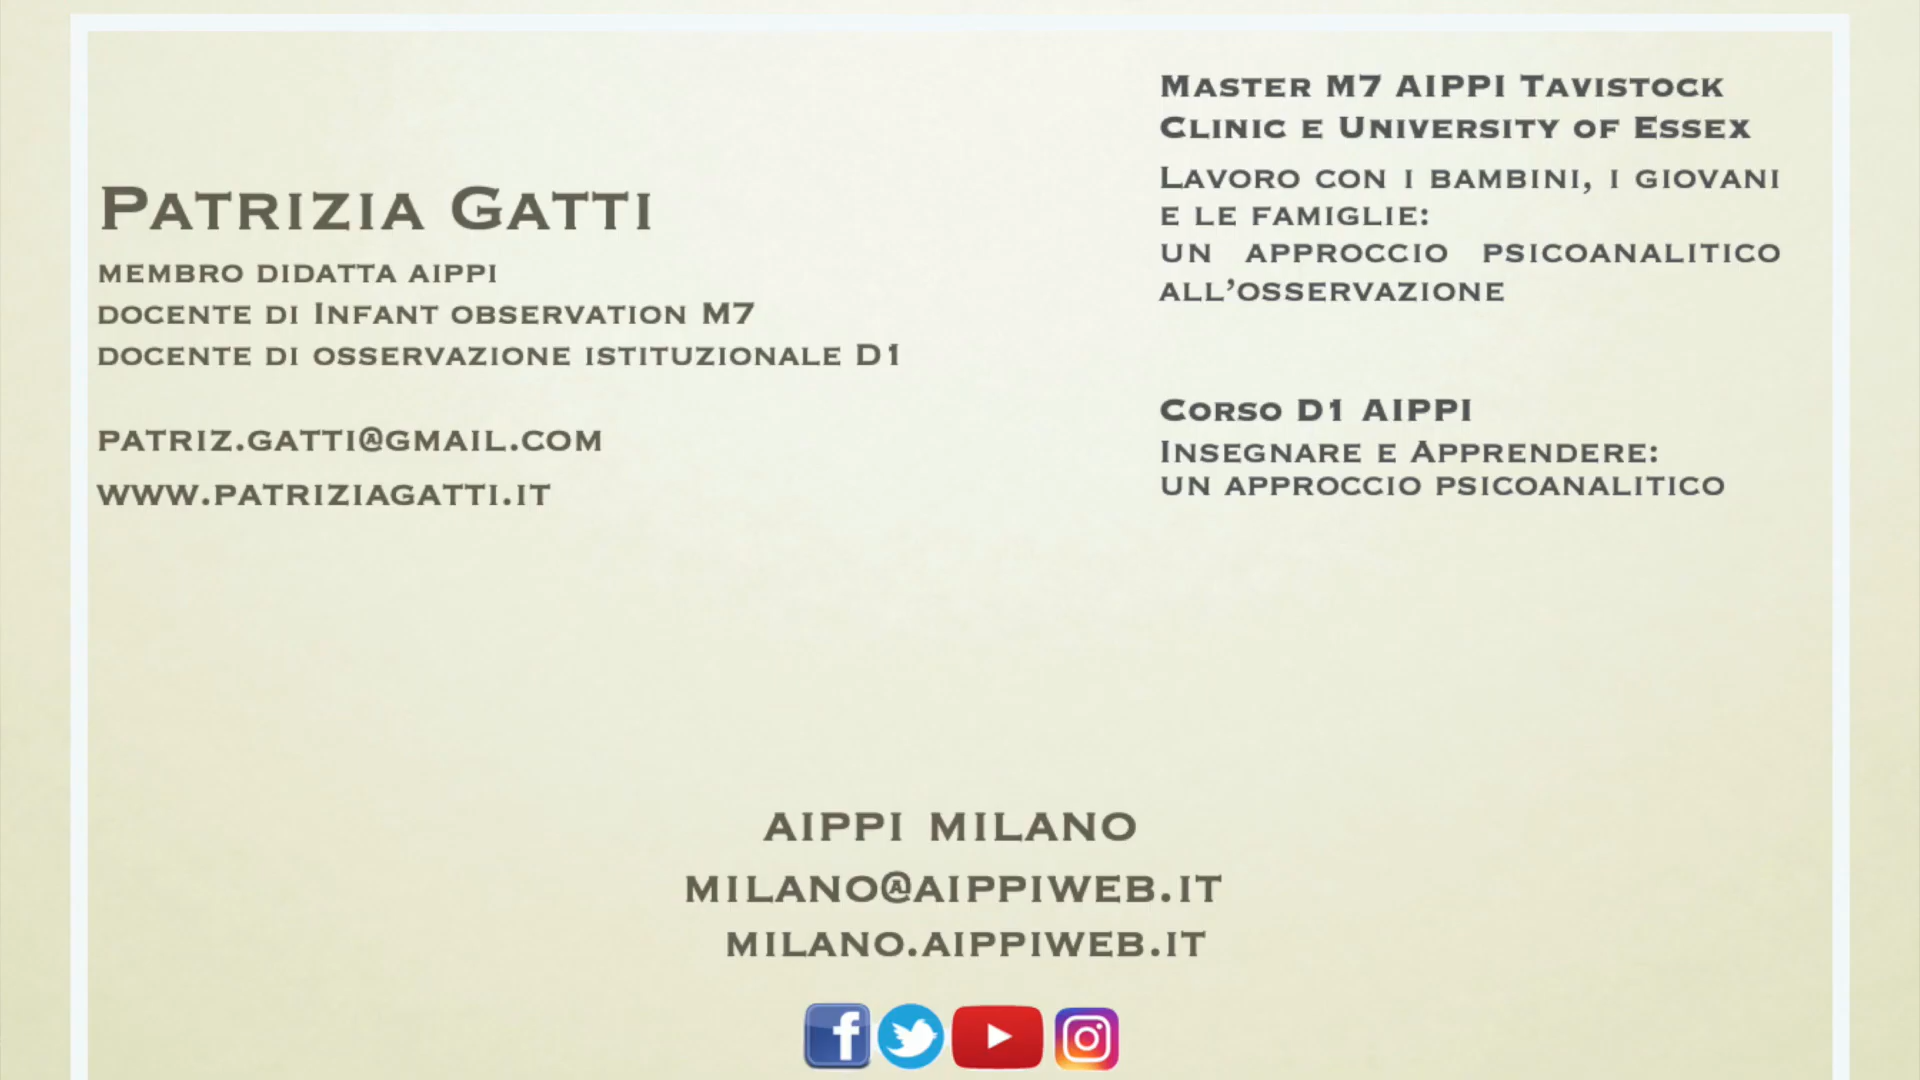 Patrizia Gatti
membro didatta aippi
docente di Infant observation M7
docente di osservazione istituzionale D1
patriz.gatti@gmail.com
www.patriziagatti.it
Master M7 AIPPI Tavistock
Clinic e University of Essex
Lavoro con i bambini, i giovani
e le famiglie:
un approccio psicoanalitico
all’osservazione
Corso D1 AIPPI
Insegnare e Apprendere:
un approccio psicoanalitico
AIPPI MILANO
MILANO@AIPPIWEB.IT
MILANO.AIPPIWEB.IT